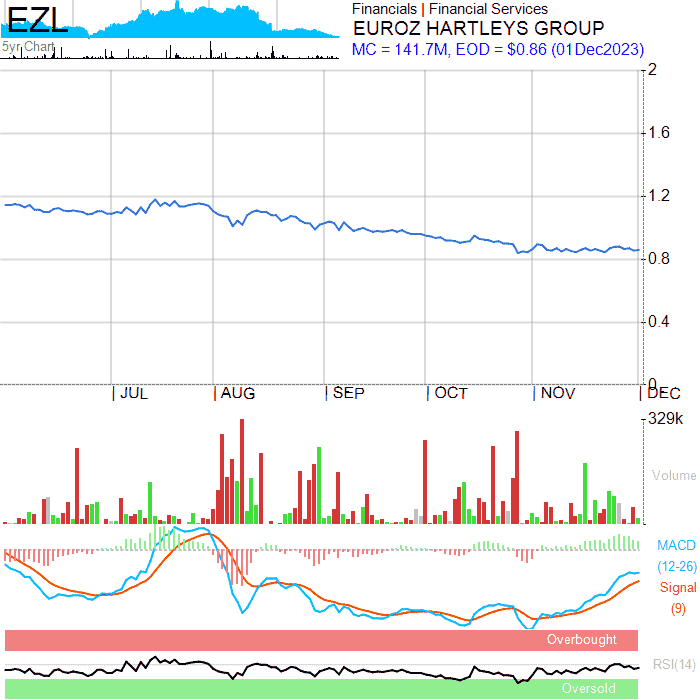 EZL
5yr Chart
Financials | Financial Services
EUROZ HARTLEYS GROUP
MC = 141.7M, EOD = $0.86 (01Dec2023)
2
1.6
1.2
0.8
0.4
0
JUL AUG SEP OCT NOV DEC
329k
Volume
MACD
(12-26)
Signal
(9)
Overbought
RSI(14)
Oversold